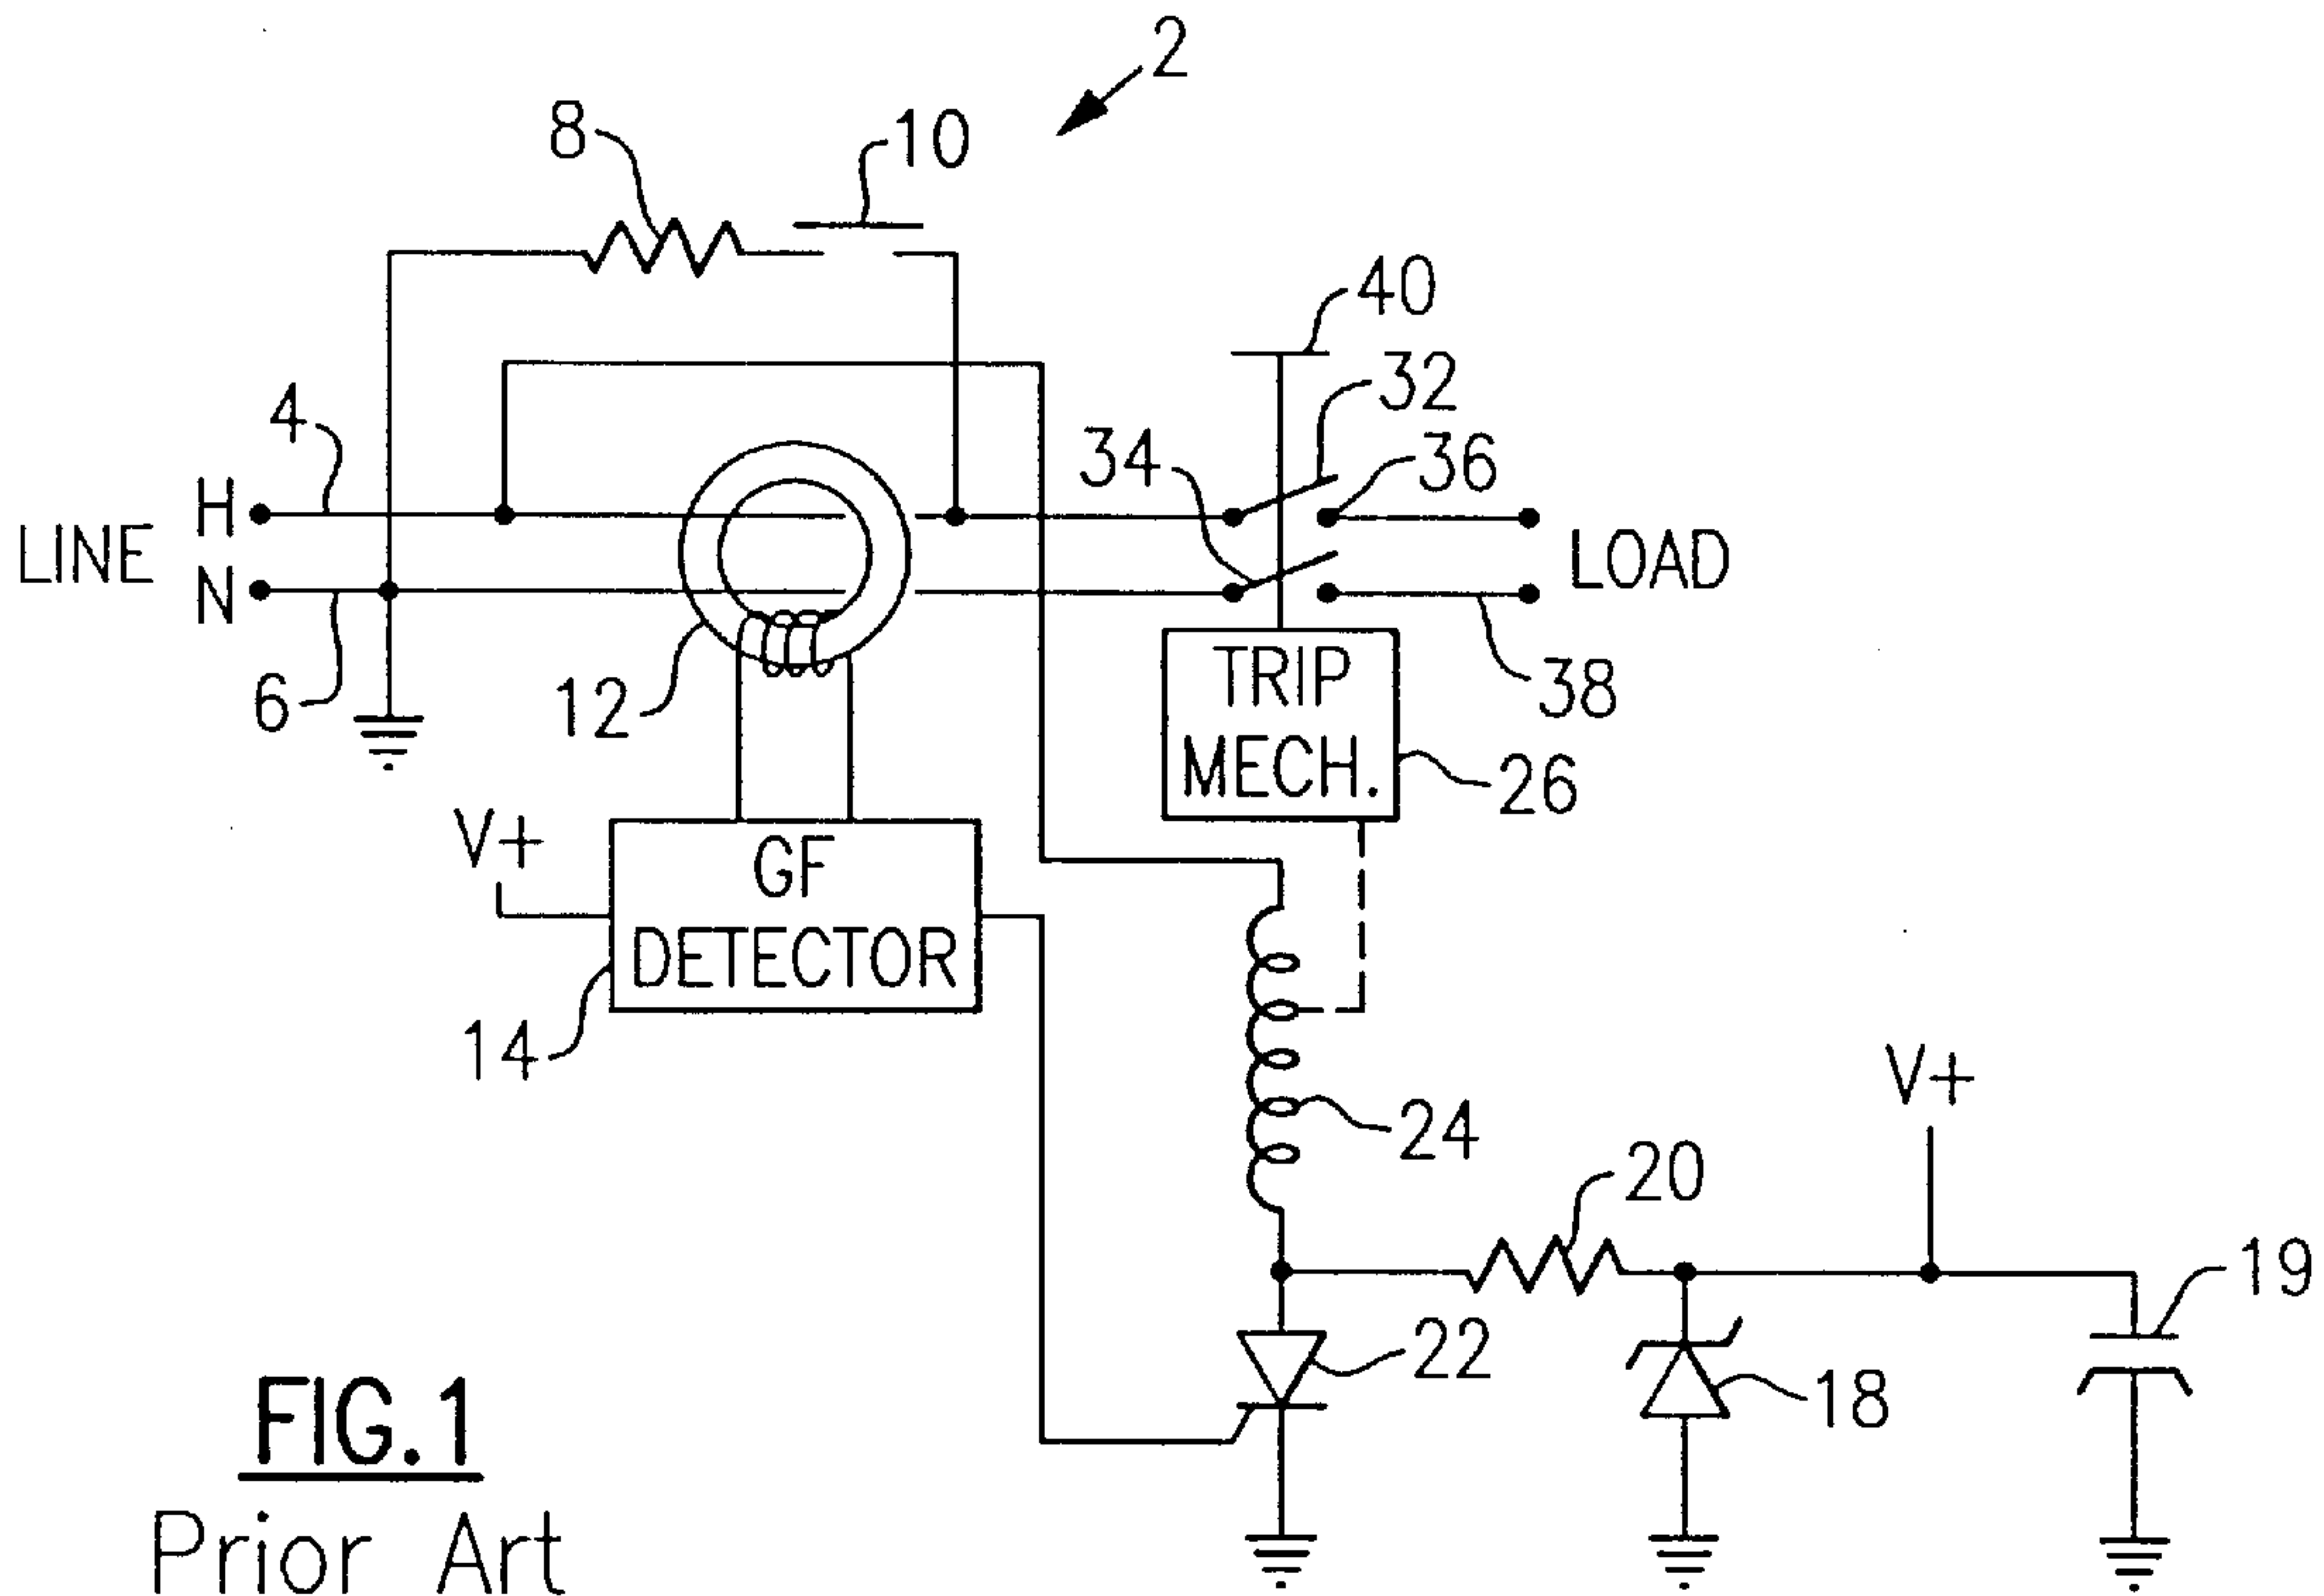 2
8
10
40
32
4
34
36
H
LINE
N
LOAD
6
12
38
TRIP
MECH.
26
V+
GF
DETECTOR
14
24
V+
20
19
22
18
FIG.1
Prior Art